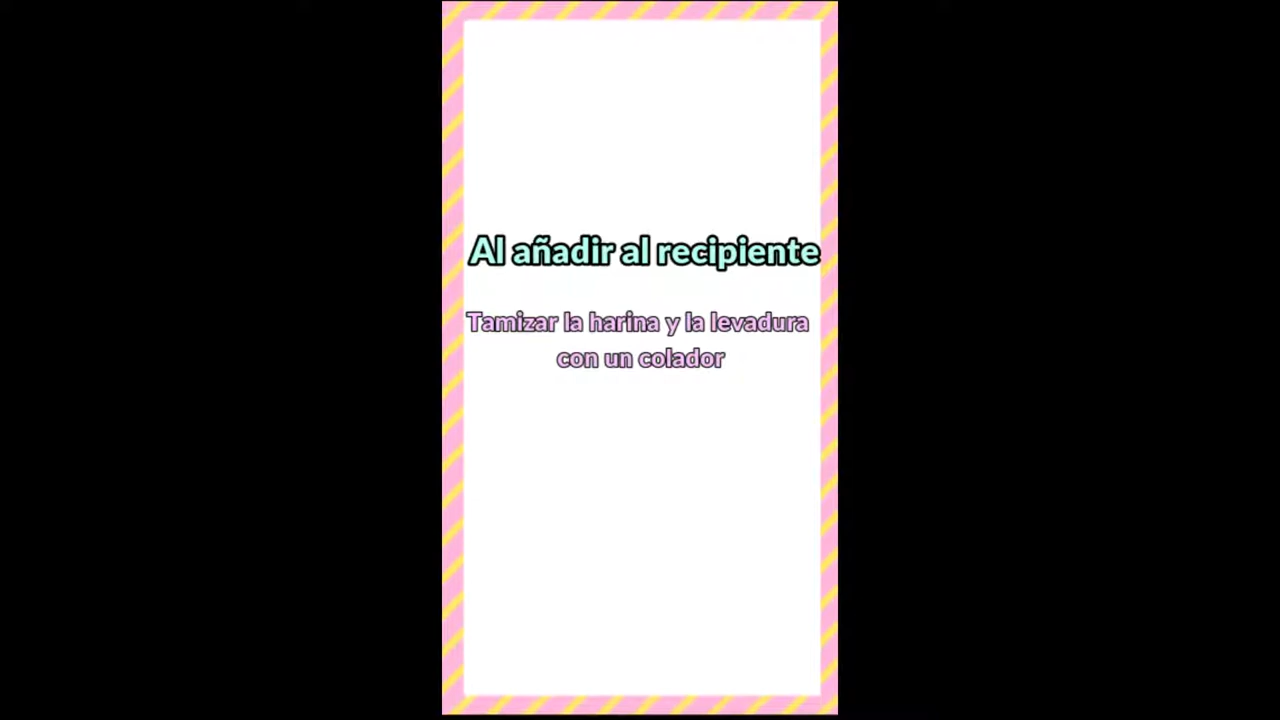 Al añadir al recipiente
Tamizar la harina y la levadura
con un colador